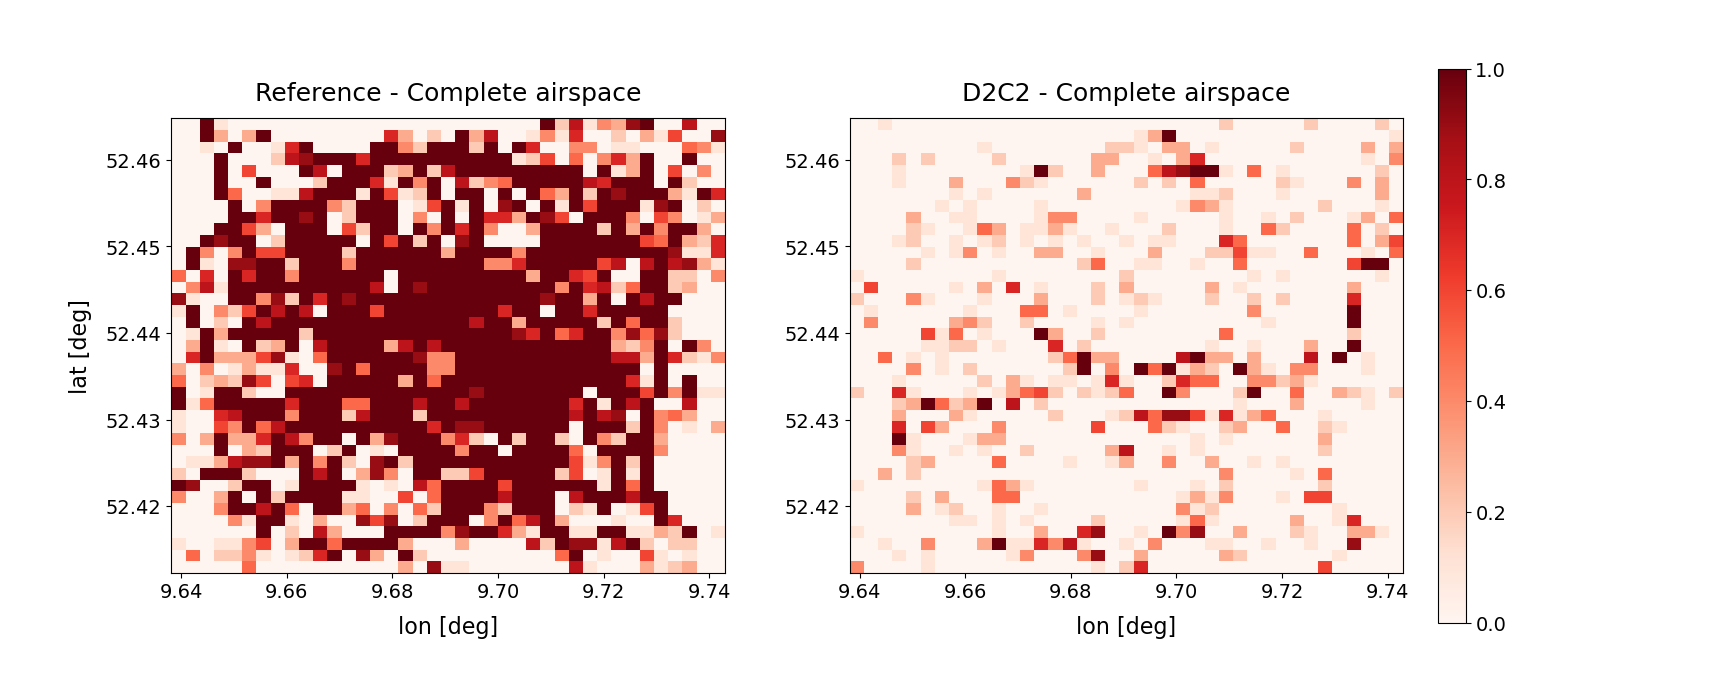 Reference - Complete airspace
52.46
52.45
52.44
52.43
52.42
lat [deg]
9.64 9.66 9.68 9.70 9.72 9.74
lon [deg]
D2C2 - Complete airspace
52.46
52.45
52.44
52.43
52.42
9.64 9.66 9.68 9.70 9.72 9.74
lon [deg]
1.0
0.8
0.6
0.4
0.2
0.0